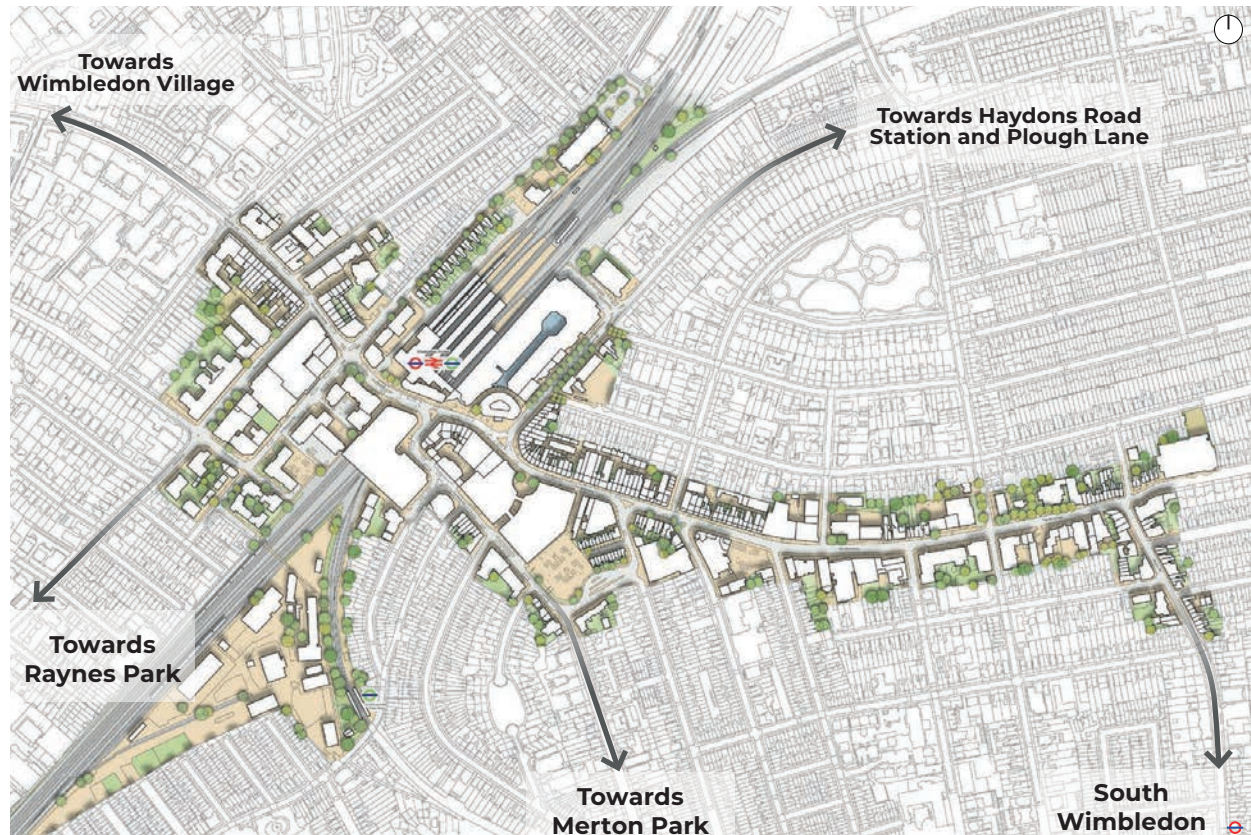 Towards
Wimbledon Village
Towards Haydons Road
Station and Plough Lane
Towards
Raynes Park
Towards
Merton Park
South
Wimbledon